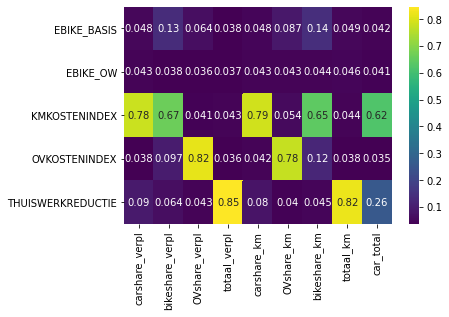 EBIKE_BASIS 0.048 0.13 0.064 0.038 0.048 0.087 0.14 0.049 0.042
EBIKE_OW 0.043 0.038 0.036 0.037 0.043 0.043 0.044 0.046 0.041
KMKOSTENINDEX 0.78 0.67 0.041 0.043 0.79 0.054 0.65 0.044 0.62
OVKOSTENINDEX 0.038 0.097 0.82 0.036 0.042 0.78 0.12 0.038 0.035
THUISWERKREDUCTIE 0.09 0.064 0.043 0.85 0.08 0.04 0.045 0.82 0.26
carshare_verpl
bikeshare_verpl
OVshare_verpl
totaal_verpl
carshare_km
OVshare_km
bikeshare_km
totaal_km
car_total
0.8
0.7
0.6
0.5
0.4
0.3
0.2
0.1